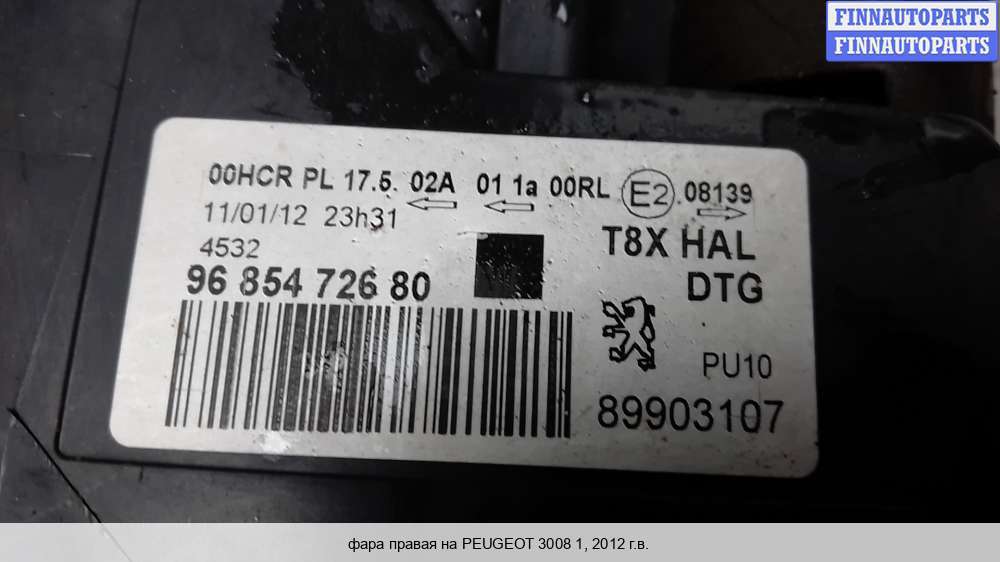 FINNAUTOPARTS
FINNAUTOPARTS
00HCR PL 17.5. 02A 01 1a 00RL E2 .08139
11/01/12 23h31
4532
T8X HAL
96 854 726 80
DTG
PU10
89903107
фара правая на PEUGEOT 3008 1, 2012 г.в.